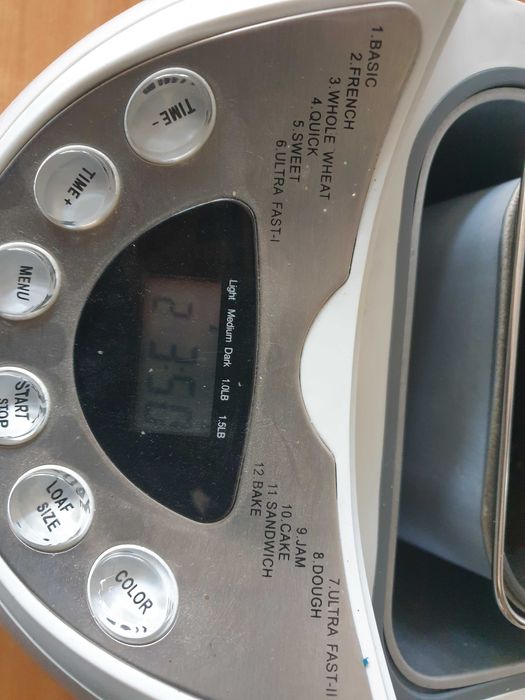 1.BASIC
2.FRENCH
3.WHOLE WHEAT
4.QUICK
5.SWEET
6.ULTRA FAST-I
7.ULTRA FAST-II
8.DOUGH
9.JAM
10.CAKE
11.SANDWICH
12.BAKE
Light Medium Dark 1.0LB 1.5LB
2 3:50
TIME-
TIME+
MENU
START
STOP
LOAF
SIZE
COLOR